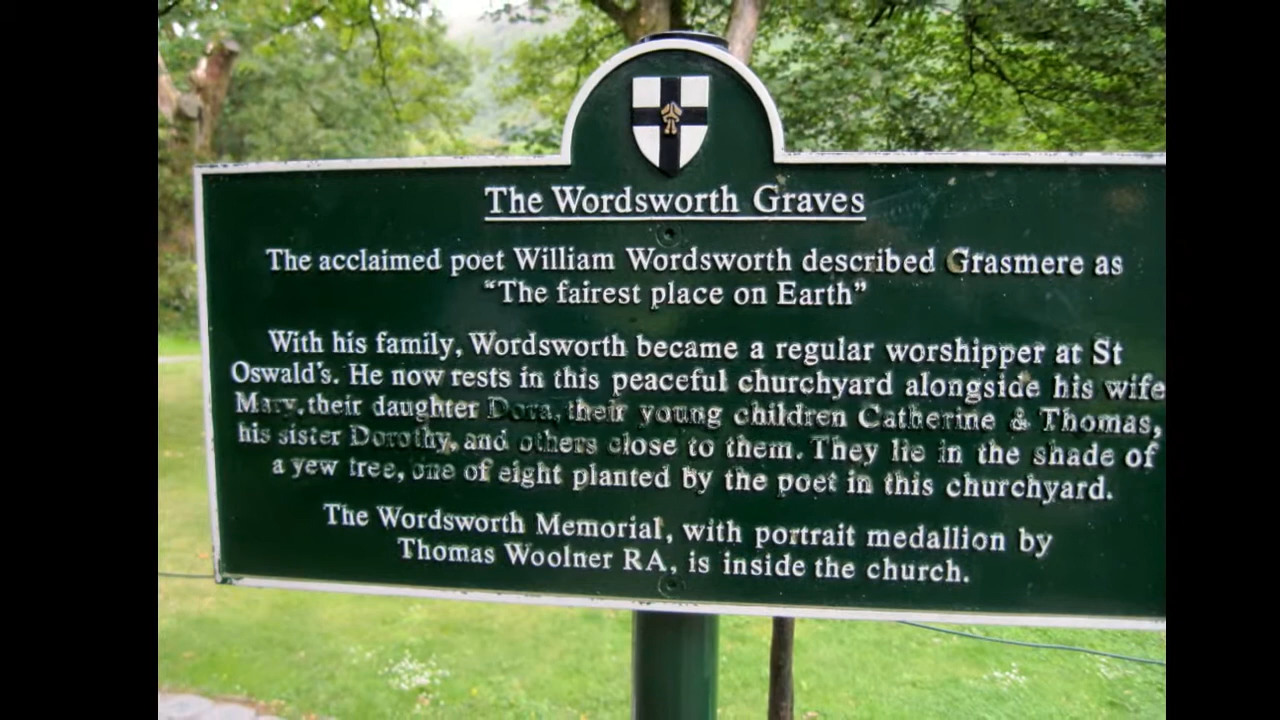 The Wordsworth Graves
The acclaimed poet William Wordsworth described Grasmere as
“The fairest place on Earth”
With his family, Wordsworth became a regular worshipper at St
Oswald's. He now rests in this peaceful churchyard alongside his wife
Mary, their daughter Dora, their young children Catherine & Thomas,
his sister Dorothy, and others close to them. They lie in the shade of
a yew tree, one of eight planted by the poet in this churchyard.
The Wordsworth Memorial, with portrait medallion by
Thomas Woolner RA, is inside the church.